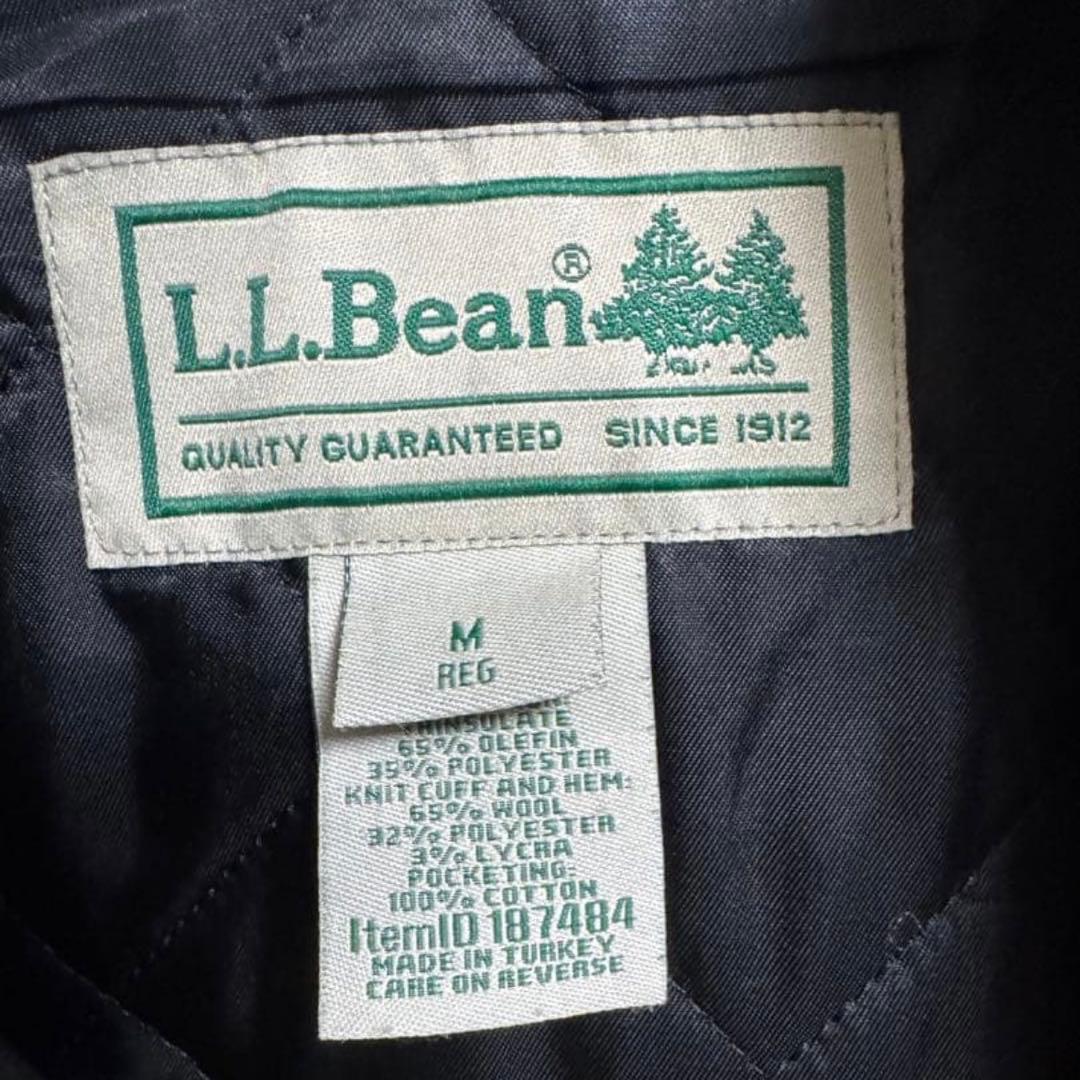 L.L.Bean®
QUALITY GUARANTEED SINCE 1912
M
REG
THINSULATE
65% OLEFIN
35% POLYESTER
KNIT CUFF AND HEM:
65% WOOL
32% POLYESTER
3% LYCRA
POCKETING:
100% COTTON
ItemID 187484
MADE IN TURKEY
CARE ON REVERSE